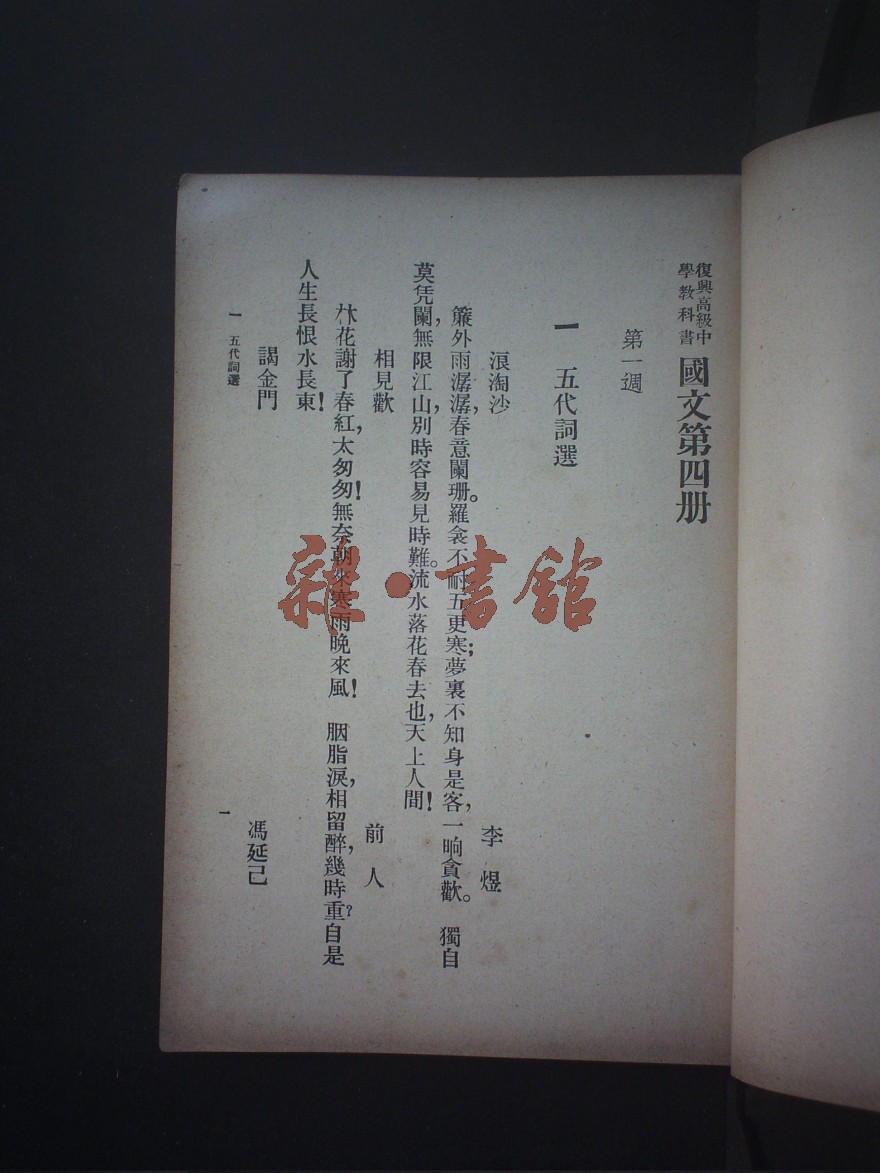 復興高級中
學教科書
國文第四册
第一週
一 五代詞選
浪淘沙 李煜
簾外雨潺潺,春意闌珊。羅衾不耐五更寒;夢裏不知身是客,一晌貪歡。 獨自
莫凭闌,無限江山,別時容易見時難。流水落花春去也,天上人間!
相見歡 前人
林花謝了春紅,太匆匆!無奈朝來寒雨晚來風! 胭脂淚,相留醉,幾時重?自是
人生長恨水長東!
謁金門 馮延己
一 五代詞選 一
雜·書館